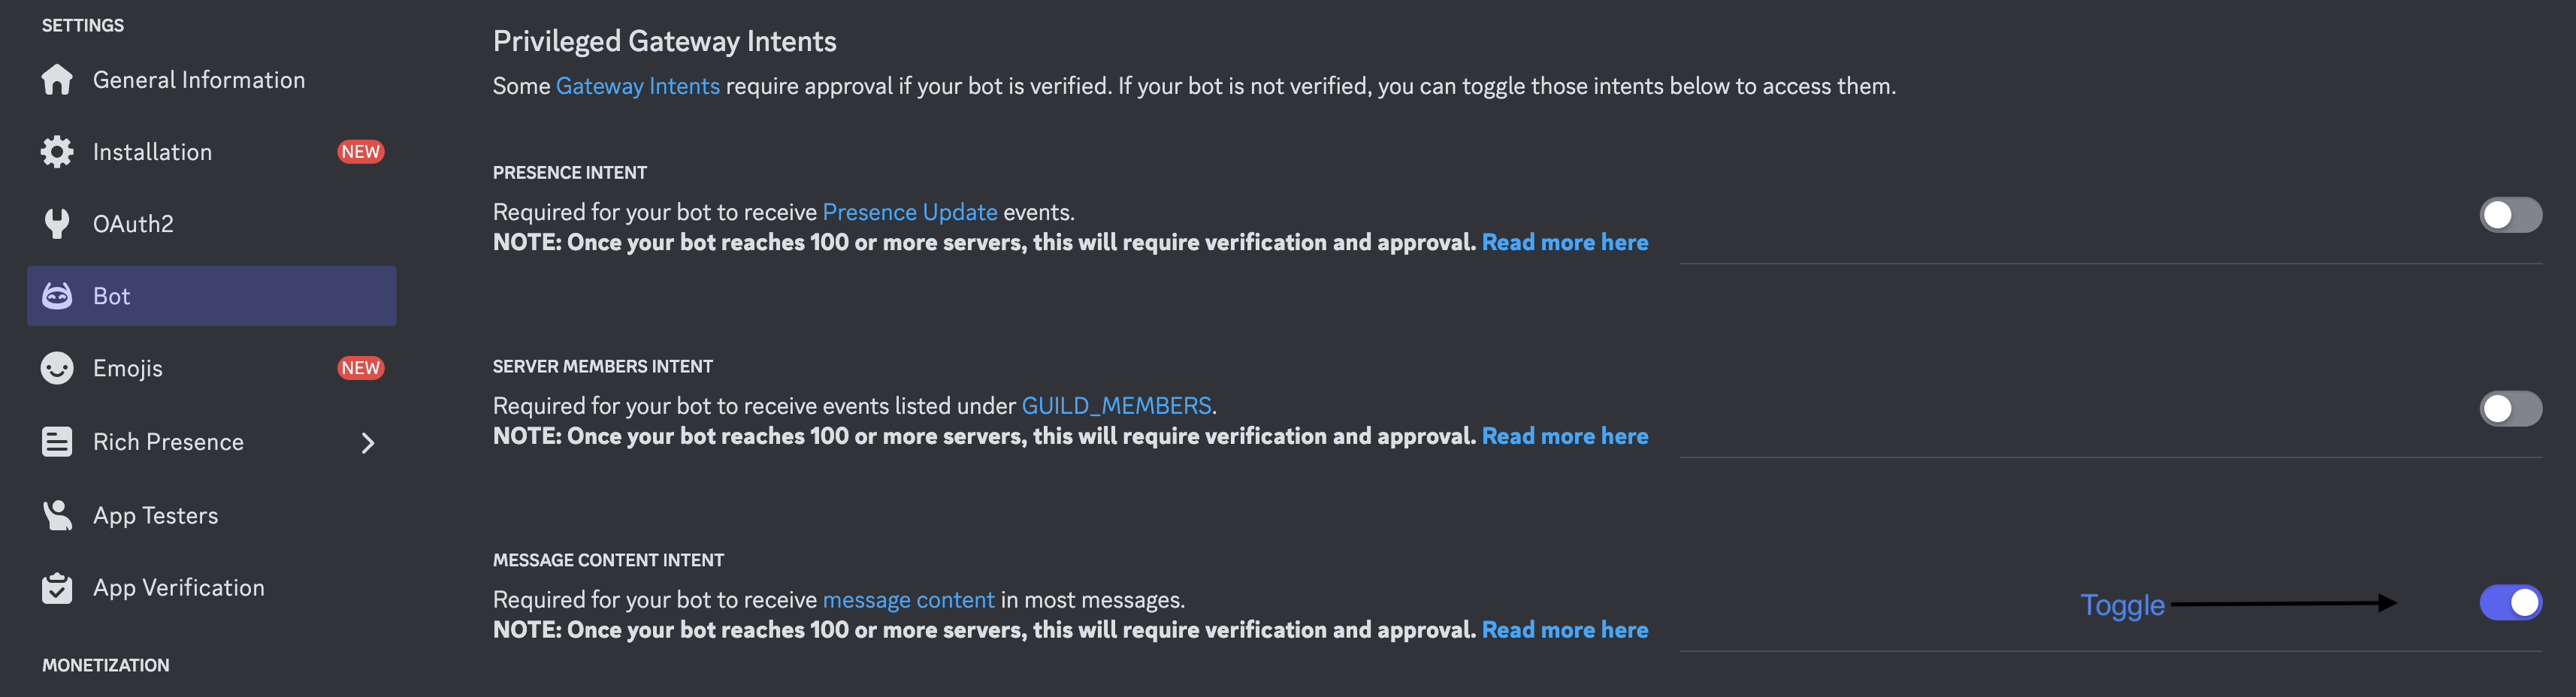 SETTINGS
General Information
Installation NEW
OAuth2
Bot
Emojis NEW
Rich Presence
App Testers
App Verification
MONETIZATION
Privileged Gateway Intents
Some Gateway Intents require approval if your bot is verified. If your bot is not verified, you can toggle those intents below to access them.
PRESENCE INTENT
Required for your bot to receive Presence Update events.
NOTE: Once your bot reaches 100 or more servers, this will require verification and approval. Read more here
SERVER MEMBERS INTENT
Required for your bot to receive events listed under GUILD_MEMBERS.
NOTE: Once your bot reaches 100 or more servers, this will require verification and approval. Read more here
MESSAGE CONTENT INTENT
Required for your bot to receive message content in most messages.
NOTE: Once your bot reaches 100 or more servers, this will require verification and approval. Read more here
Toggle